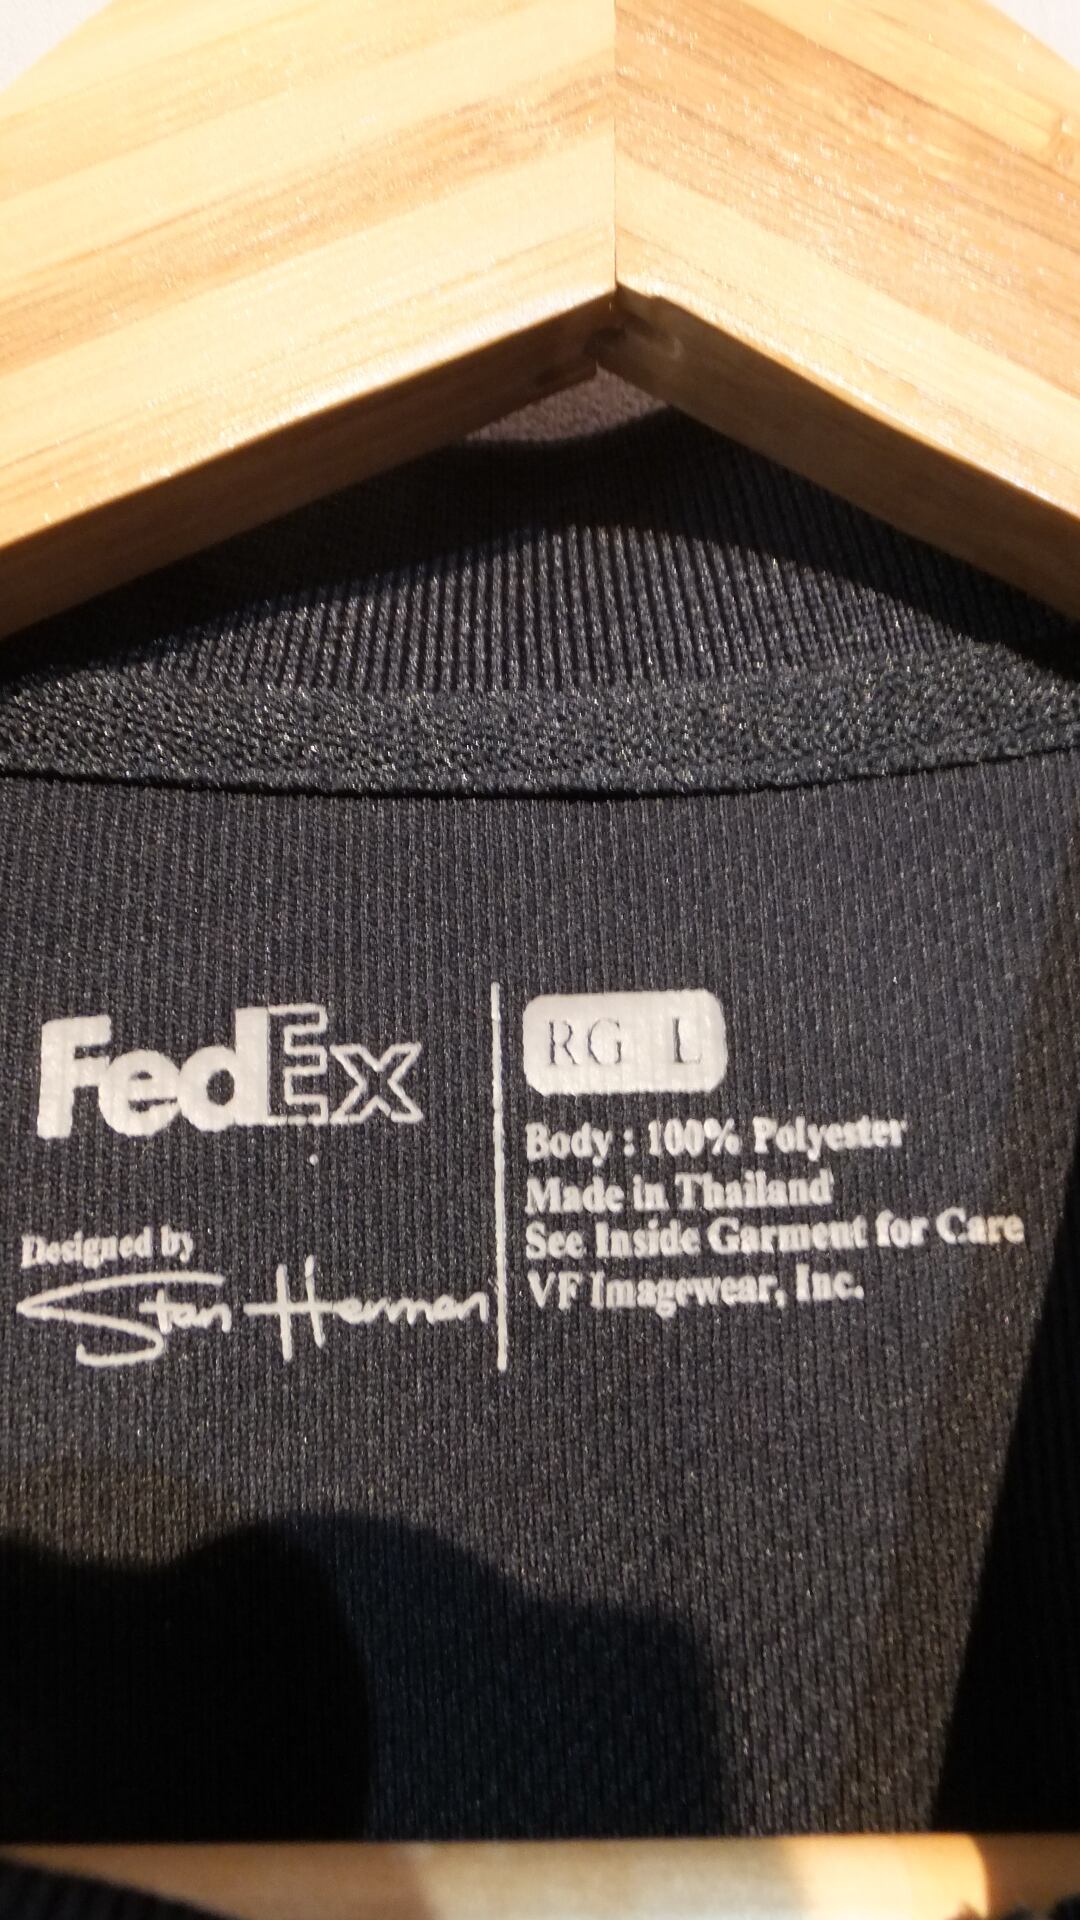 FedEx
Designed by
Stan Herman
RG L
Body : 100% Polyester
Made in Thailand
See Inside Garment for Care
VF Imagewear, Inc.